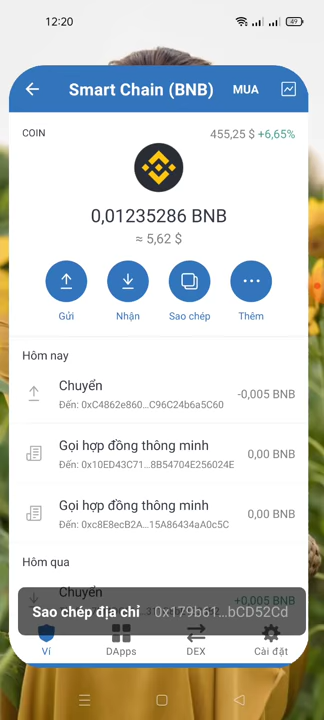 12:20
49
Smart Chain (BNB) MUA
COIN 455,25 $ +6,65%
0,01235286 BNB
≈ 5,62 $
Gửi Nhận Sao chép Thêm
Hôm nay
Chuyển -0,005 BNB
Đến: 0xC4862e860...C96C24b6a5C60
Gọi hợp đồng thông minh 0,00 BNB
Đến: 0x10ED43C71...8B54704E256024E
Gọi hợp đồng thông minh 0,00 BNB
Đến: 0xc8E8ecB2A...15A86434aA0c5C
Hôm qua
Chuyển +0,005 BNB
Sao chép địa chỉ 0x179b61...bCD52Cd
Ví DApps DEX Cài đặt